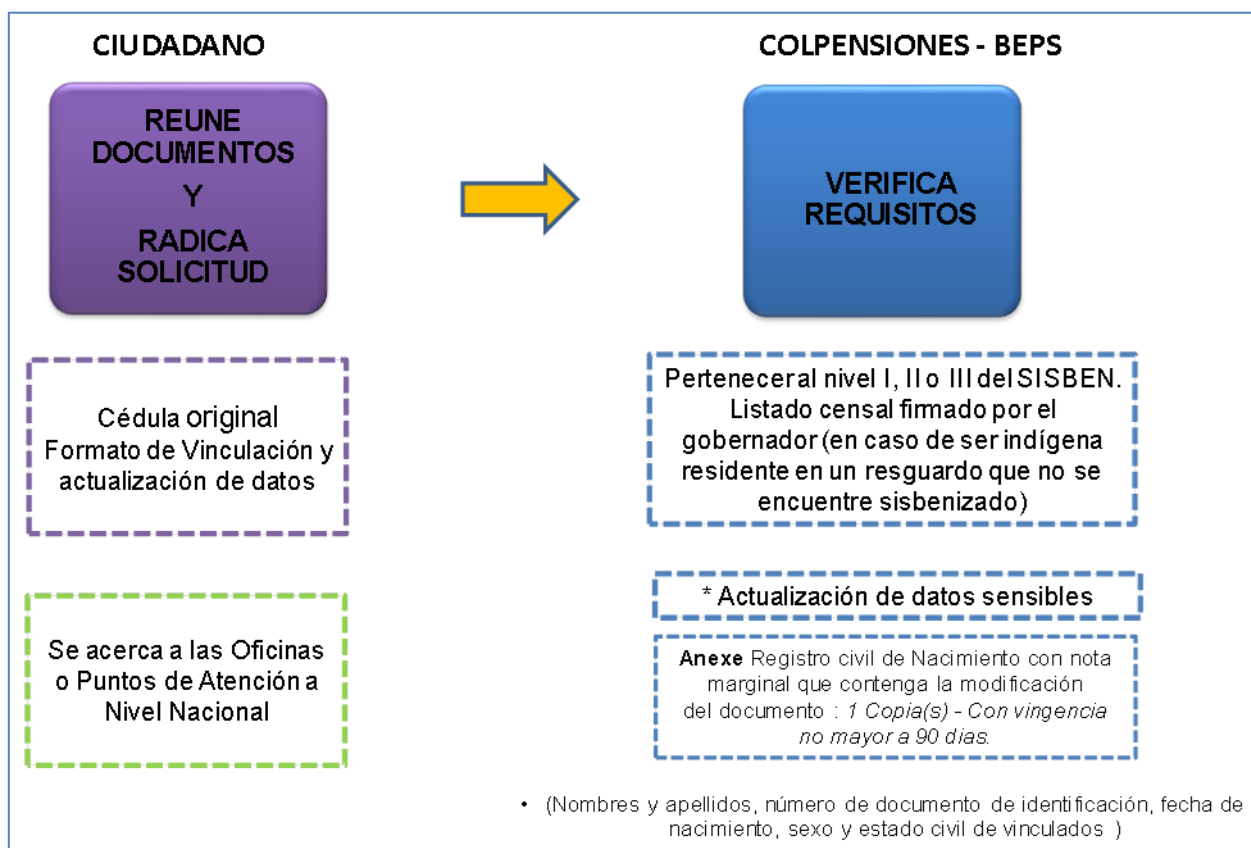 CIUDADANO
REUNE
DOCUMENTOS
Y
RADICA
SOLICITUD
Cédula original
Formato de Vinculación y
actualización de datos
Se acerca a las Oficinas
o Puntos de Atención a
Nivel Nacional
COLPENSIONES - BEPS
VERIFICA
REQUISITOS
Pertenecer al nivel I, II o III del SISBEN.
Listado censal firmado por el
gobernador (en caso de ser indígena
residente en un resguardo que no se
encuentre sisbenizado)
* Actualización de datos sensibles
Anexe Registro civil de Nacimiento con nota
marginal que contenga la modificación
del documento : 1 Copia(s) - Con vingencia
no mayor a 90 dias.
• (Nombres y apellidos, número de documento de identificación, fecha de
nacimiento, sexo y estado civil de vinculados )